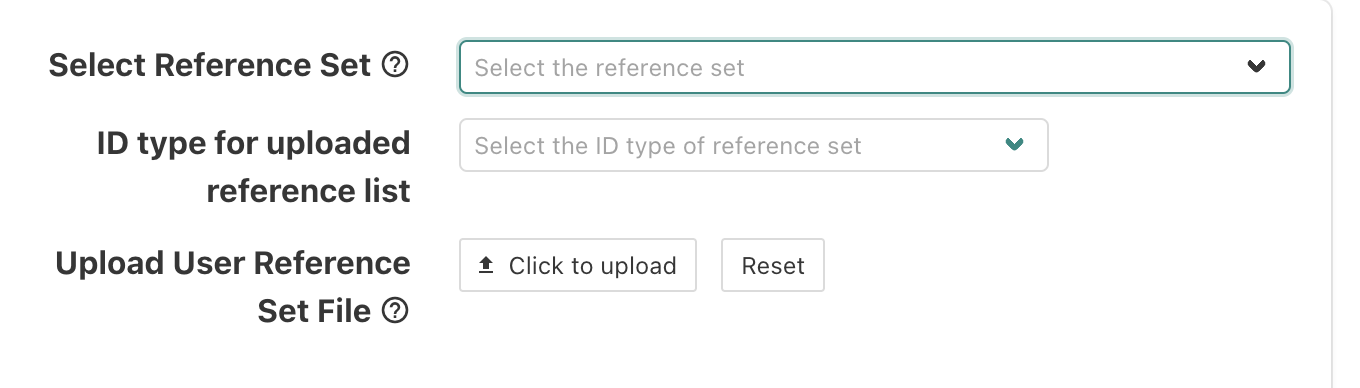 Select Reference Set ?
Select the reference set
ID type for uploaded
reference list
Select the ID type of reference set
Upload User Reference
Set File ?
Click to upload
Reset